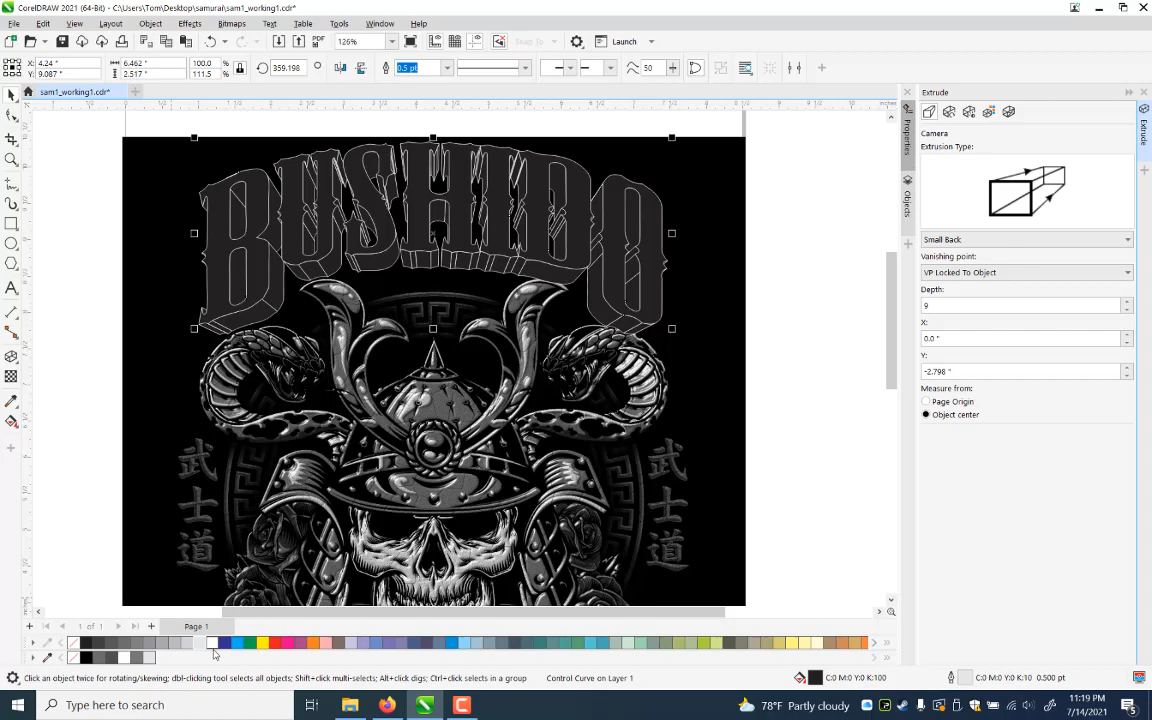 CorelDRAW 2021 (64-Bit) - C:\Users\Tom\Desktop\samurai\sam1_working1.cdr*
File Edit View Layout Object Effects Bitmaps Text Table Tools Window Help
126% Snap To Launch
X: 4.24 " 6.462 " 100.0 % 359.198 ° 0.5 pt 50
Y: 9.087 " 2.517 " 111.5 %
sam1_working1.cdr*
inches
BUSHIDO
武 武
士 士
道 道
Extrude
Camera
Extrusion Type:
Small Back
Vanishing point:
VP Locked To Object
Depth:
9
X:
0.0 "
Y:
-2.798 "
Measure from:
Page Origin
Object center
Properties
Objects
Extrude
1 of 1 Page 1
Click an object twice for rotating/skewing; dbl-clicking tool selects all objects; Shift+click multi-selects; Alt+click digs; Ctrl+click selects in a group Control Curve on Layer 1 C:0 M:0 Y:0 K:100 C:0 M:0 Y:0 K:10 0.500 pt
Type here to search 78°F Partly cloudy 11:19 PM
7/14/2021
5